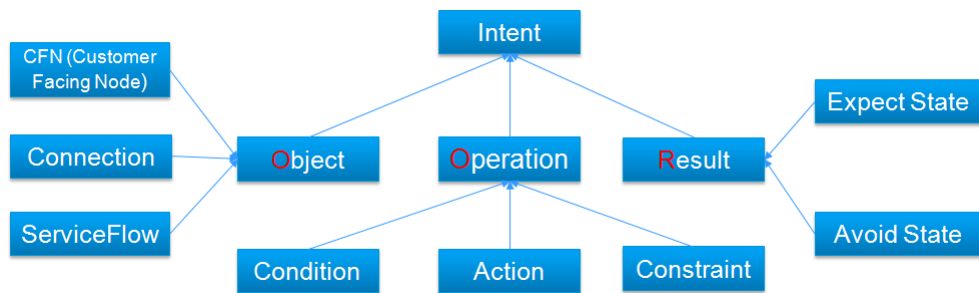 Intent
CFN (Customer
Facing Node)
Expect State
Connection
Object
Operation
Result
ServiceFlow
Avoid State
Condition
Action
Constraint